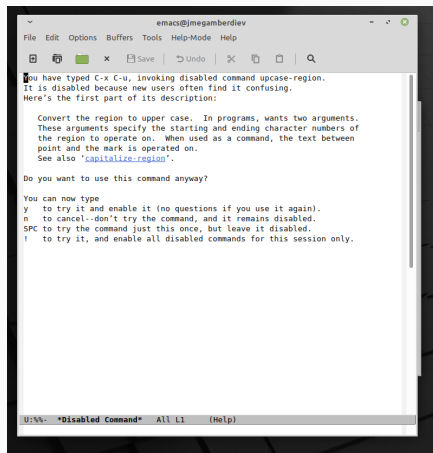 emacs@jmegamberdiev
File Edit Options Buffers Tools Help-Mode Help
Save Undo
You have typed C-x C-u, invoking disabled command upcase-region.
It is disabled because new users often find it confusing.
Here's the first part of its description:
Convert the region to upper case.  In programs, wants two arguments.
These arguments specify the starting and ending character numbers of
the region to operate on.  When used as a command, the text between
point and the mark is operated on.
See also ‘capitalize-region’.
Do you want to use this command anyway?
You can now type
y   to try it and enable it (no questions if you use it again).
n   to cancel--don't try the command, and it remains disabled.
SPC to try the command just this once, but leave it disabled.
!   to try it, and enable all disabled commands for this session only.
U:%%-  *Disabled Command*   All L1     (Help)